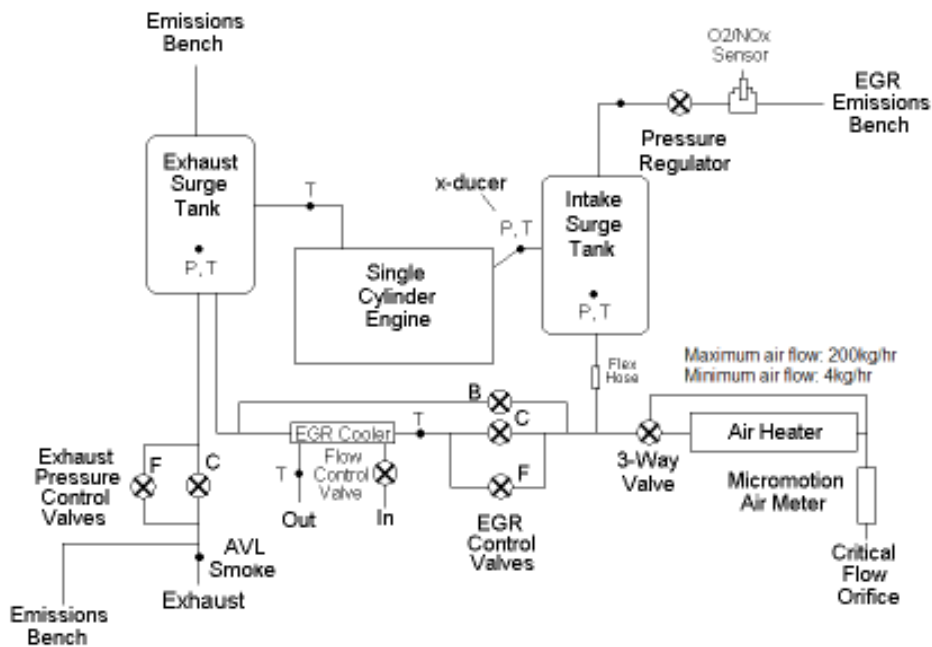 Emissions
Bench
O2/NOx
Sensor
EGR
Emissions
Bench
Pressure
Regulator
Exhaust
Surge
Tank
P, T
T
x-ducer
P, T
Intake
Surge
Tank
P, T
Single
Cylinder
Engine
Flex
Hose
Maximum air flow: 200kg/hr
Minimum air flow: 4kg/hr
B
C
F
EGR Cooler
T
Flow
Control
Valve
T
Out
In
EGR
Control
Valves
3-Way
Valve
Air Heater
Micromotion
Air Meter
Critical
Flow
Orifice
Exhaust
Pressure
Control
Valves
F
C
AVL
Smoke
Exhaust
Emissions
Bench